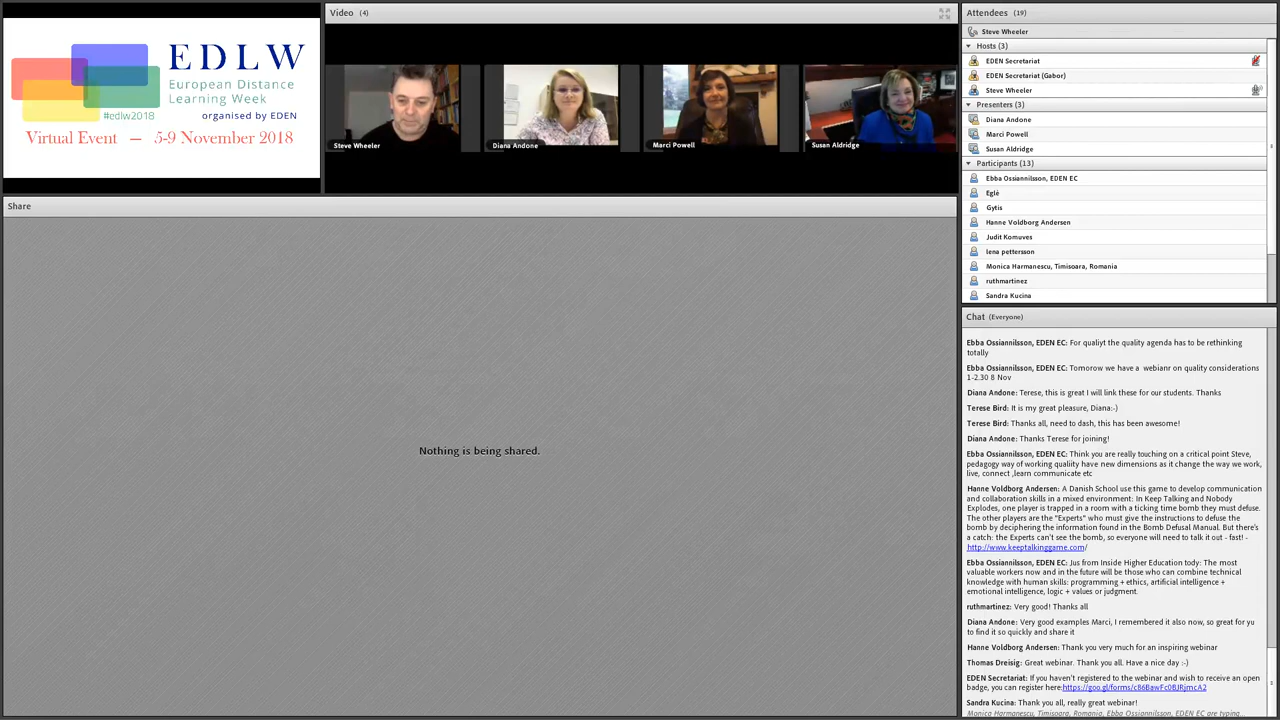 EDLW
European Distance
Learning Week
#edlw2018
organised by EDEN
Virtual Event — 5-9 November 2018
Video (4)
Steve Wheeler
Diana Andone
Marci Powell
Susan Aldridge
Share
Nothing is being shared.
Attendees (19)
Steve Wheeler
Hosts (3)
EDEN Secretariat
EDEN Secretariat (Gabor)
Steve Wheeler
Presenters (3)
Diana Andone
Marci Powell
Susan Aldridge
Participants (13)
Ebba Ossiannilsson, EDEN EC
Eglė
Gytis
Hanne Voldborg Andersen
Judit Komuves
lena pettersson
Monica Harmanescu, Timisoara, Romania
ruthmartinez
Sandra Kucina
Chat (Everyone)
Ebba Ossiannilsson, EDEN EC: For qualiyt the quality agenda has to be rethinking
totally
Ebba Ossiannilsson, EDEN EC: Tomorow we have a webianr on quality considerations
1-2.30 8 Nov
Diana Andone: Terese, this is great I will link these for our students. Thanks
Terese Bird: It is my great pleasure, Diana:-)
Terese Bird: Thanks all, need to dash, this has been awesome!
Diana Andone: Thanks Terese for joining!
Ebba Ossiannilsson, EDEN EC: Think you are really touching on a critical point Steve,
pedagogy way of working qualiity have new dimensions as it change the way we work,
live, connect ,learn communicate etc
Hanne Voldborg Andersen: A Danish School use this game to develop communication
and collaboration skills in a mixed environment: In Keep Talking and Nobody
Explodes, one player is trapped in a room with a ticking time bomb they must defuse.
The other players are the "Experts" who must give the instructions to defuse the
bomb by deciphering the information found in the Bomb Defusal Manual. But there's
a catch: the Experts can't see the bomb, so everyone will need to talk it out - fast! -
http://www.keeptalkinggame.com/
Ebba Ossiannilsson, EDEN EC: Jus from Inside Higher Education tody: The most
valuable workers now and in the future will be those who can combine technical
knowledge with human skills: programming + ethics, artificial intelligence +
emotional intelligence, logic + values or judgment.
ruthmartinez: Very good! Thanks all
Diana Andone: Very good examples Marci, I remembered it also now, so great for yu
to find it so quickly and share it
Hanne Voldborg Andersen: Thank you very much for an inspiring webinar
Thomas Dreisig: Great webinar. Thank you all. Have a nice day :-)
EDEN Secretariat: If you haven't registered to the webinar and wish to receive an open
badge, you can register here:https://goo.gl/forms/c86BawFc0BJRjmcA2
Sandra Kucina: Thank you all, really great webinar!
Monica Harmanescu, Timisoara, Romania, Ebba Ossiannilsson, EDEN EC are typing...